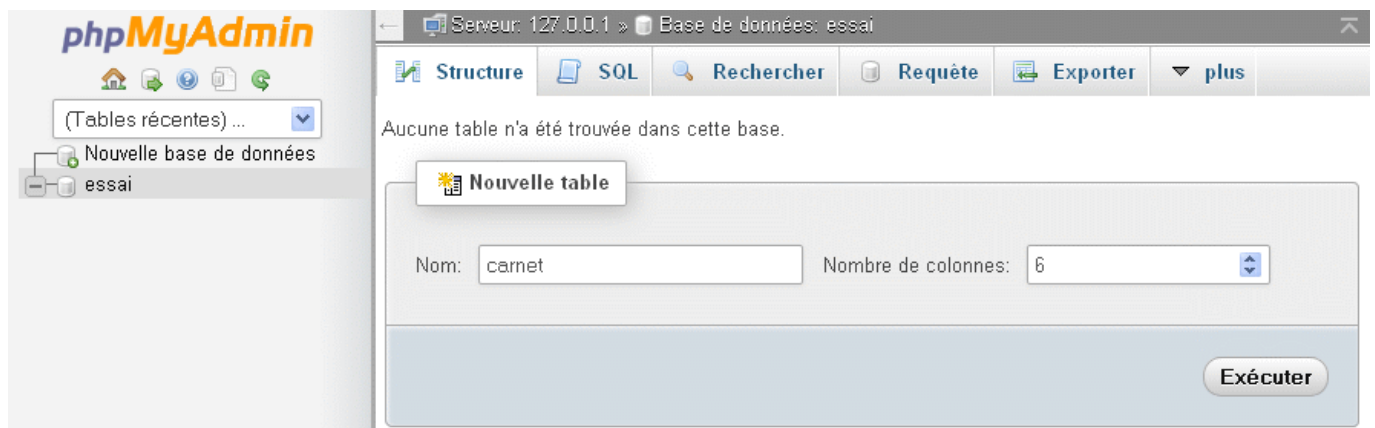 phpMyAdmin
(Tables récentes) ...
Nouvelle base de données
essai
Serveur: 127.0.0.1 » Base de données: essai
Structure SQL Rechercher Requête Exporter plus
Aucune table n'a été trouvée dans cette base.
Nouvelle table
Nom: carnet Nombre de colonnes: 6
Exécuter